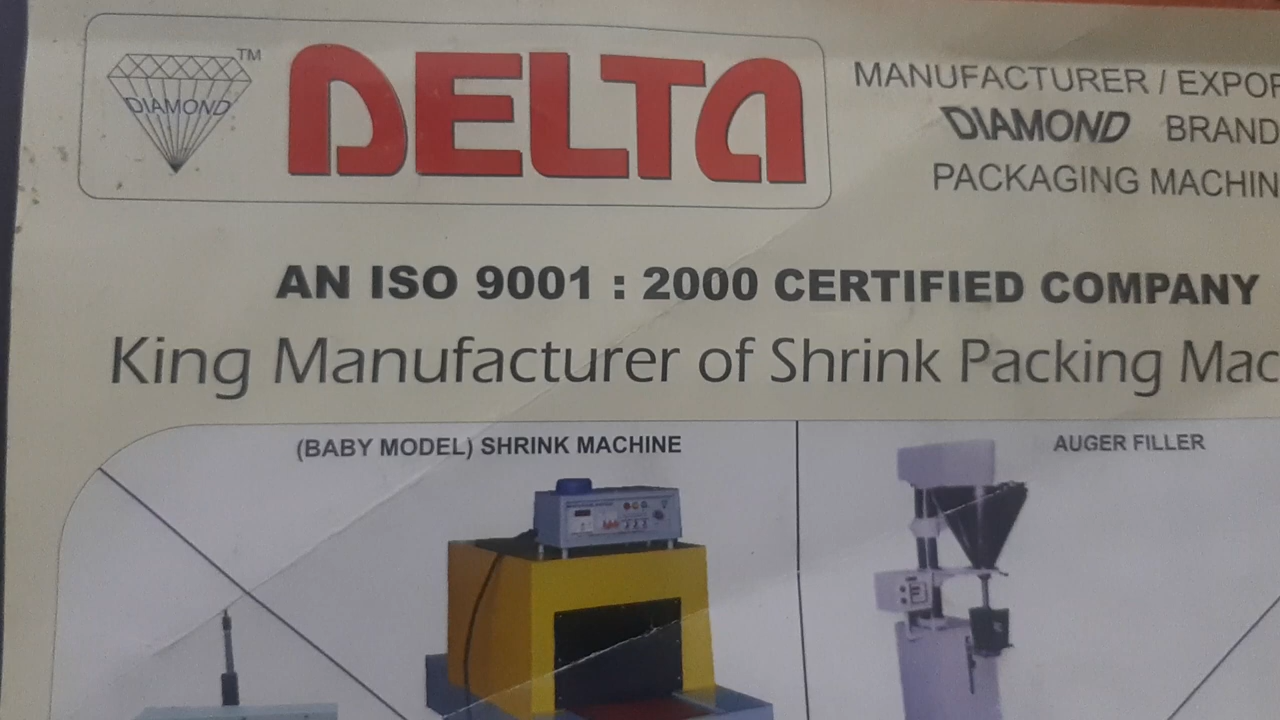 TM
DIAMOND
DELTA
MANUFACTURER / EXPOR
DIAMOND BRAND
PACKAGING MACHIN
AN ISO 9001 : 2000 CERTIFIED COMPANY
King Manufacturer of Shrink Packing Mac
(BABY MODEL) SHRINK MACHINE
AUGER FILLER